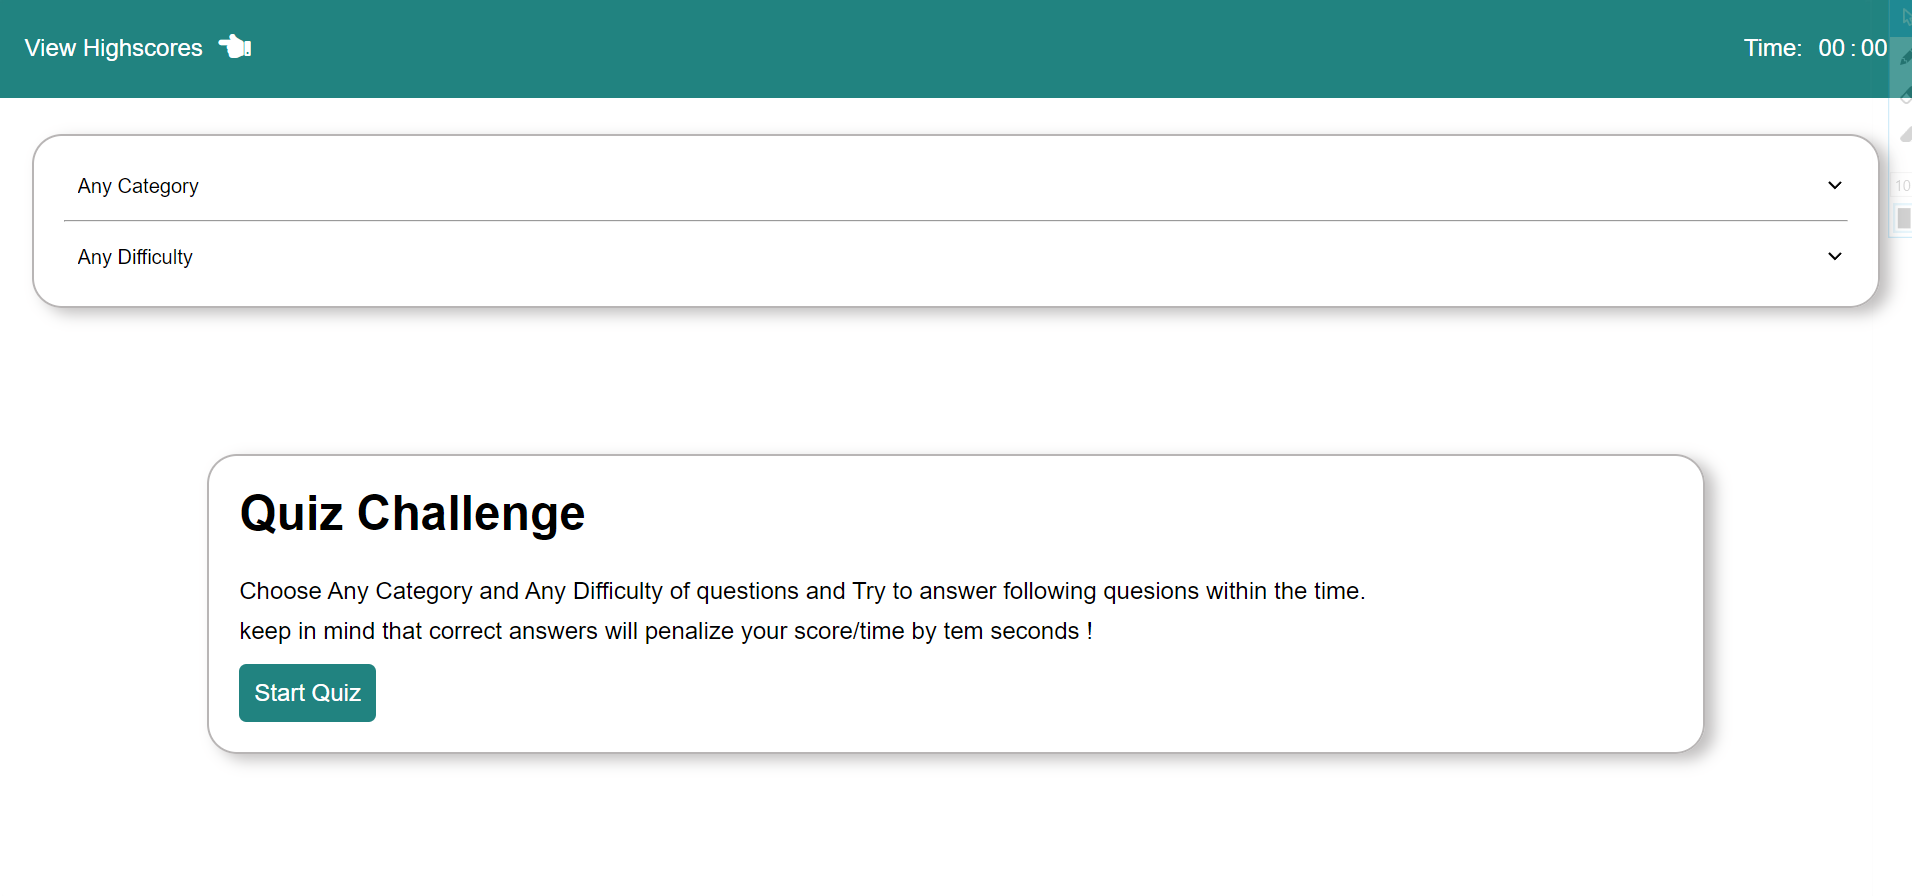 View Highscores
Time: 00 : 00
Any Category
10
Any Difficulty
Quiz Challenge
Choose Any Category and Any Difficulty of questions and Try to answer following quesions within the time.
keep in mind that correct answers will penalize your score/time by tem seconds !
Start Quiz